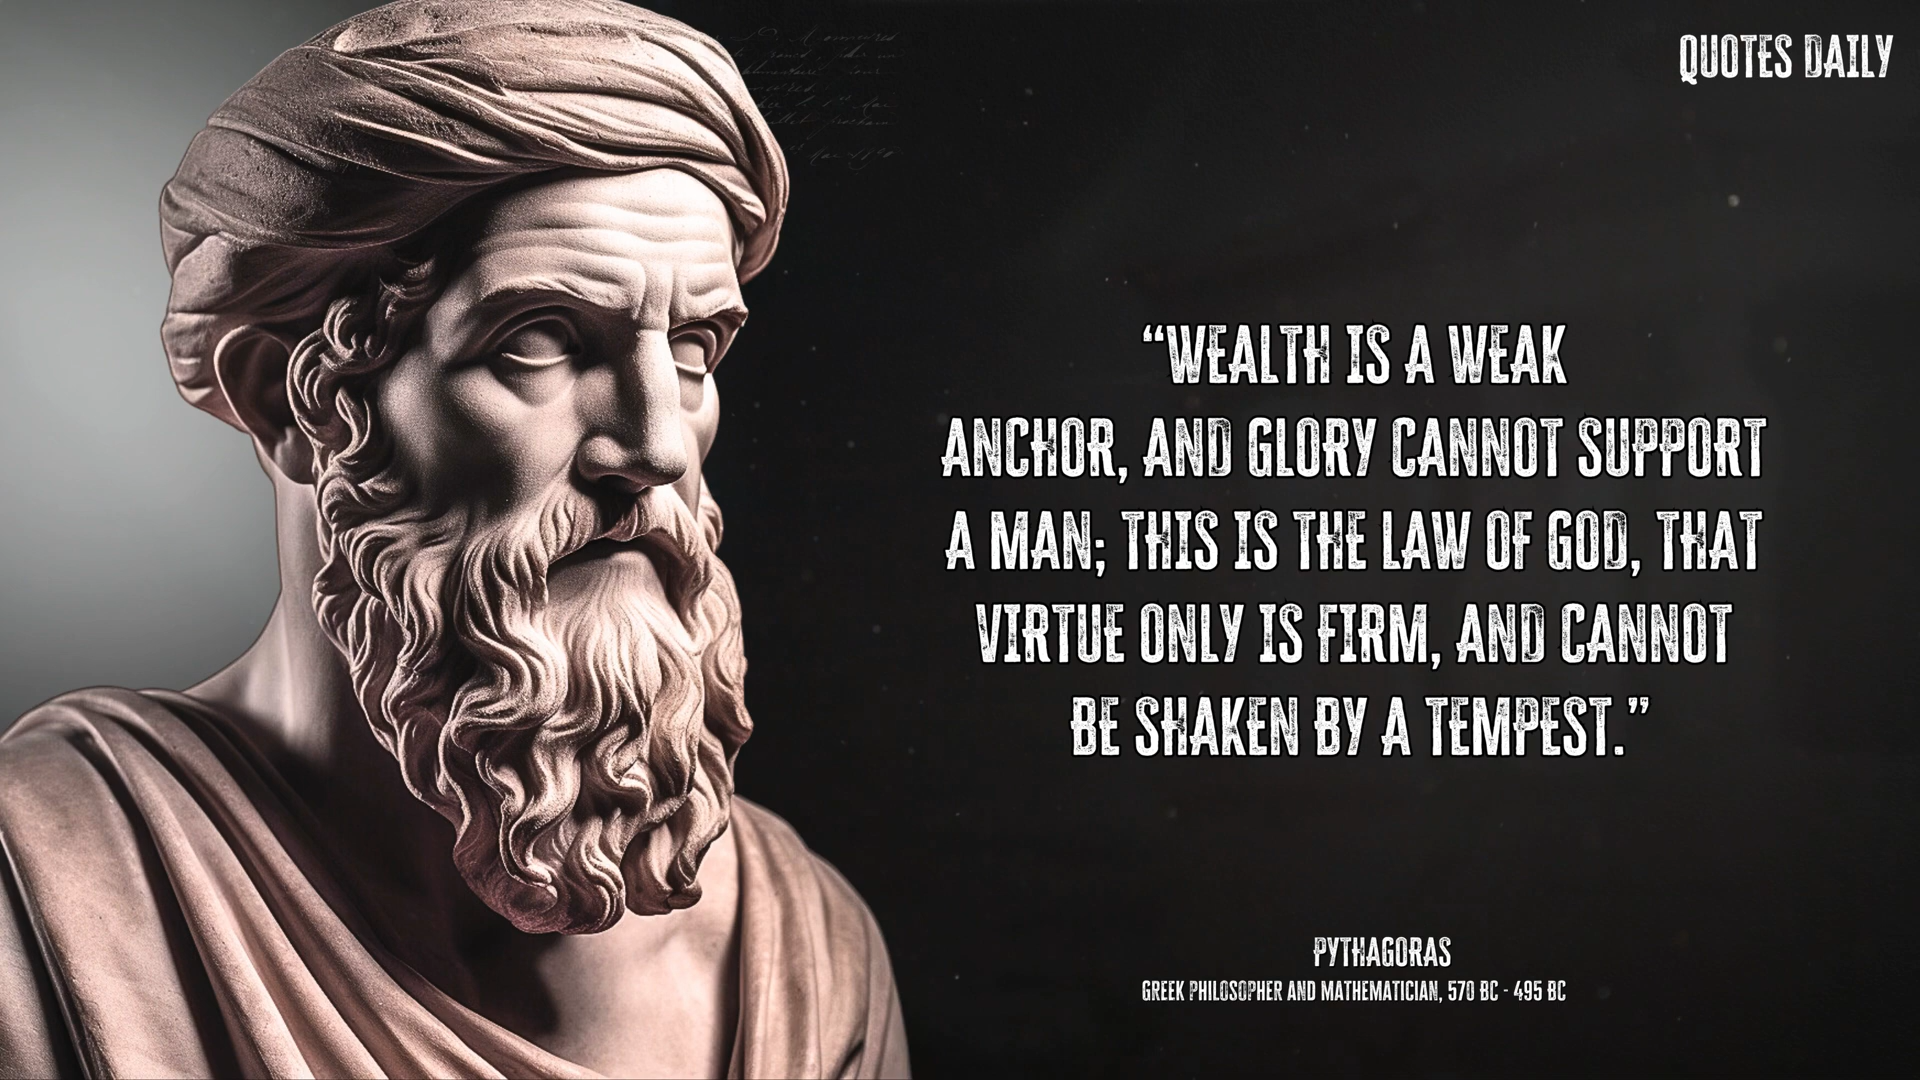 QUOTES DAILY
“WEALTH IS A WEAK
ANCHOR, AND GLORY CANNOT SUPPORT
A MAN; THIS IS THE LAW OF GOD, THAT
VIRTUE ONLY IS FIRM, AND CANNOT
BE SHAKEN BY A TEMPEST.”
PYTHAGORAS
GREEK PHILOSOPHER AND MATHEMATICIAN, 570 BC - 495 BC